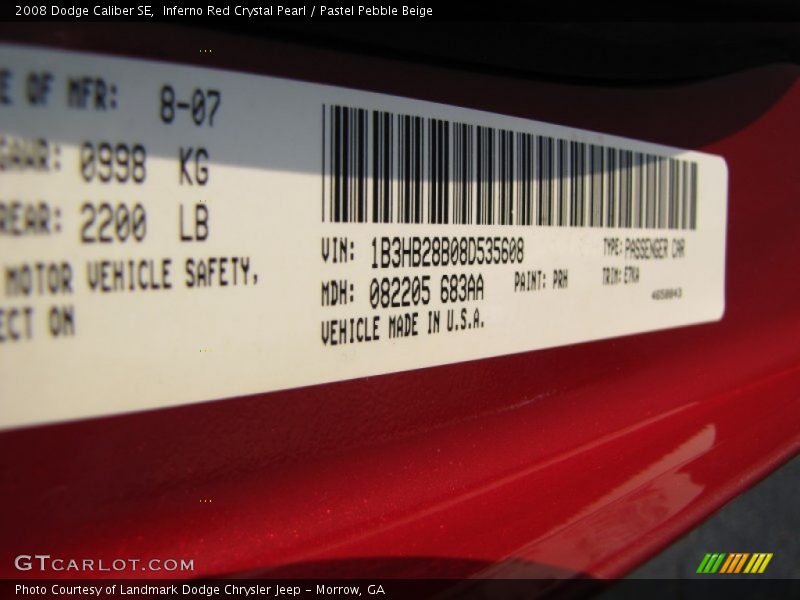 2008 Dodge Caliber SE, Inferno Red Crystal Pearl / Pastel Pebble Beige
E OF MFR: 8-07
GAWR: 0998 KG
REAR: 2200 LB
MOTOR VEHICLE SAFETY,
ECT ON
VIN: 1B3HB28B08D535608
TYPE: PASSENGER CAR
MDH: 082205 683AA
PAINT: PRH
TRIM: E7KA
VEHICLE MADE IN U.S.A.
4658043
GTCARLOT.COM
Photo Courtesy of Landmark Dodge Chrysler Jeep - Morrow, GA